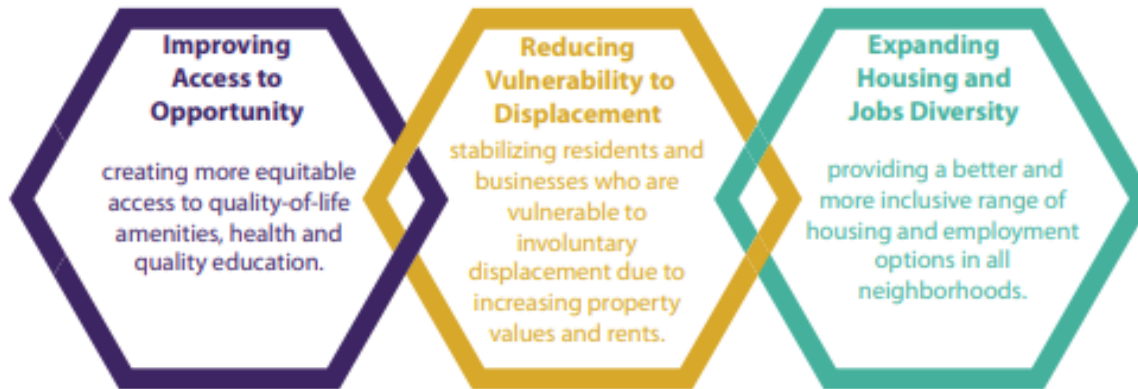 Improving
Access to
Opportunity
creating more equitable
access to quality-of-life
amenities, health and
quality education.
Reducing
Vulnerability to
Displacement
stabilizing residents and
businesses who are
vulnerable to
involuntary
displacement due to
increasing property
values and rents.
Expanding
Housing and
Jobs Diversity
providing a better and
more inclusive range of
housing and employment
options in all
neighborhoods.